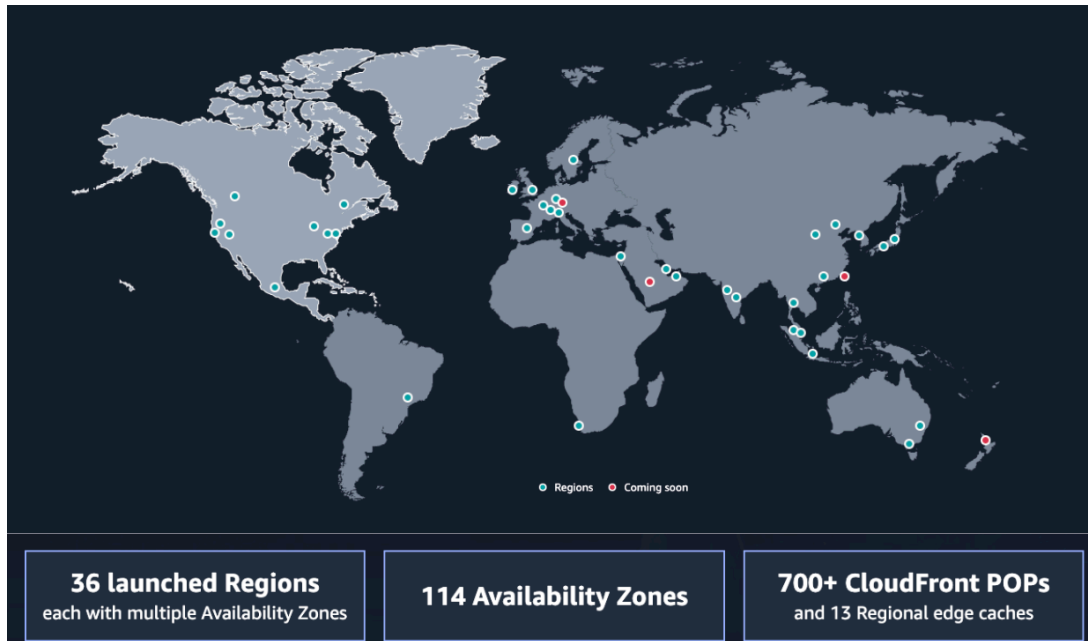 Regions
Coming soon
36 launched Regions
each with multiple Availability Zones
114 Availability Zones
700+ CloudFront POPs
and 13 Regional edge caches